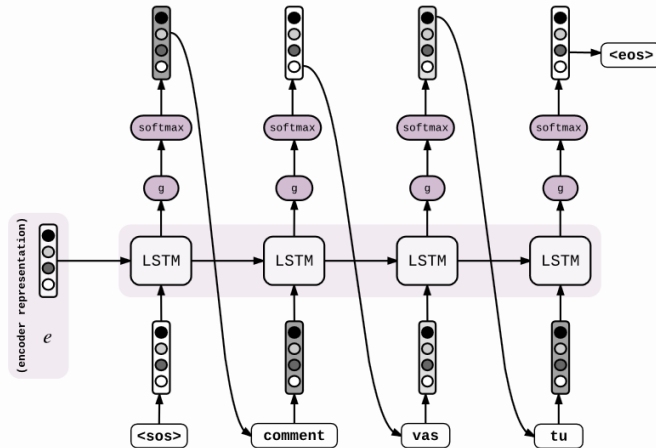 <eos>
softmax
softmax
softmax
softmax
g
g
g
g
(encoder representation)
LSTM
LSTM
LSTM
LSTM
e
<sos>
comment
vas
tu